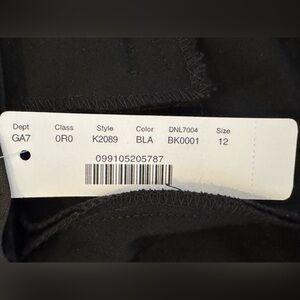 Dept Class Style Color DNL7004 Size
GA7 0R0 K2089 BLA BK0001 12
099105205787